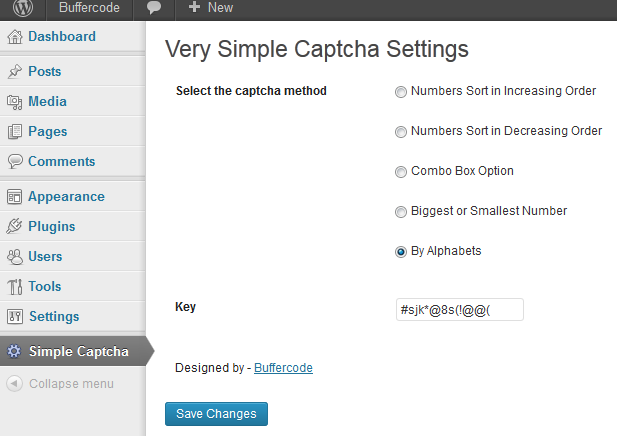 Buffercode + New
Dashboard
Posts
Media
Pages
Comments
Appearance
Plugins
Users
Tools
Settings
Simple Captcha
Collapse menu
Very Simple Captcha Settings
Select the captcha method
Numbers Sort in Increasing Order
Numbers Sort in Decreasing Order
Combo Box Option
Biggest or Smallest Number
By Alphabets
Key #sjk*@8s(!@@(
Designed by - Buffercode
Save Changes